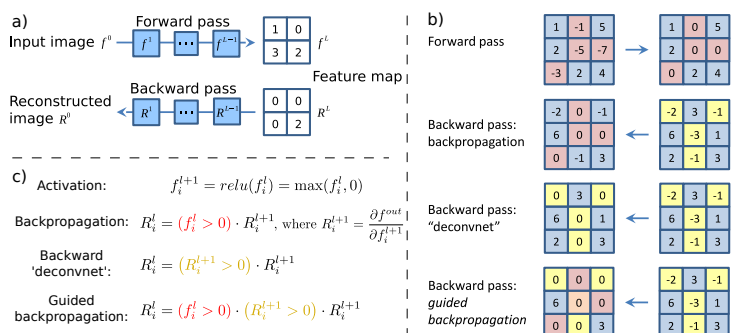 a)
Forward pass
Input image f^0
f^1 ... f^{L-1}
1 0
3 2
f^L
Feature map
Backward pass
Reconstructed
image R^0
R^1 ... R^{L-1}
0 0
0 2
R^L
c)
Activation: f_i^{l+1} = relu(f_i^l) = max(f_i^l, 0)
Backpropagation: R_i^l = (f_i^l > 0) · R_i^{l+1}, where R_i^{l+1} = ∂f^{out} / ∂f_i^{l+1}
Backward
'deconvnet': R_i^l = (R_i^{l+1} > 0) · R_i^{l+1}
Guided
backpropagation: R_i^l = (f_i^l > 0) · (R_i^{l+1} > 0) · R_i^{l+1}
b)
Forward pass
1 -1 5
2 -5 -7
-3 2 4
1 0 5
2 0 0
0 2 4
Backward pass:
backpropagation
-2 0 -1
6 0 0
0 -1 3
-2 3 -1
6 -3 1
2 -1 3
Backward pass:
“deconvnet”
0 3 0
6 0 1
2 0 3
-2 3 -1
6 -3 1
2 -1 3
Backward pass:
guided
backpropagation
0 0 0
6 0 0
0 0 3
-2 3 -1
6 -3 1
2 -1 3